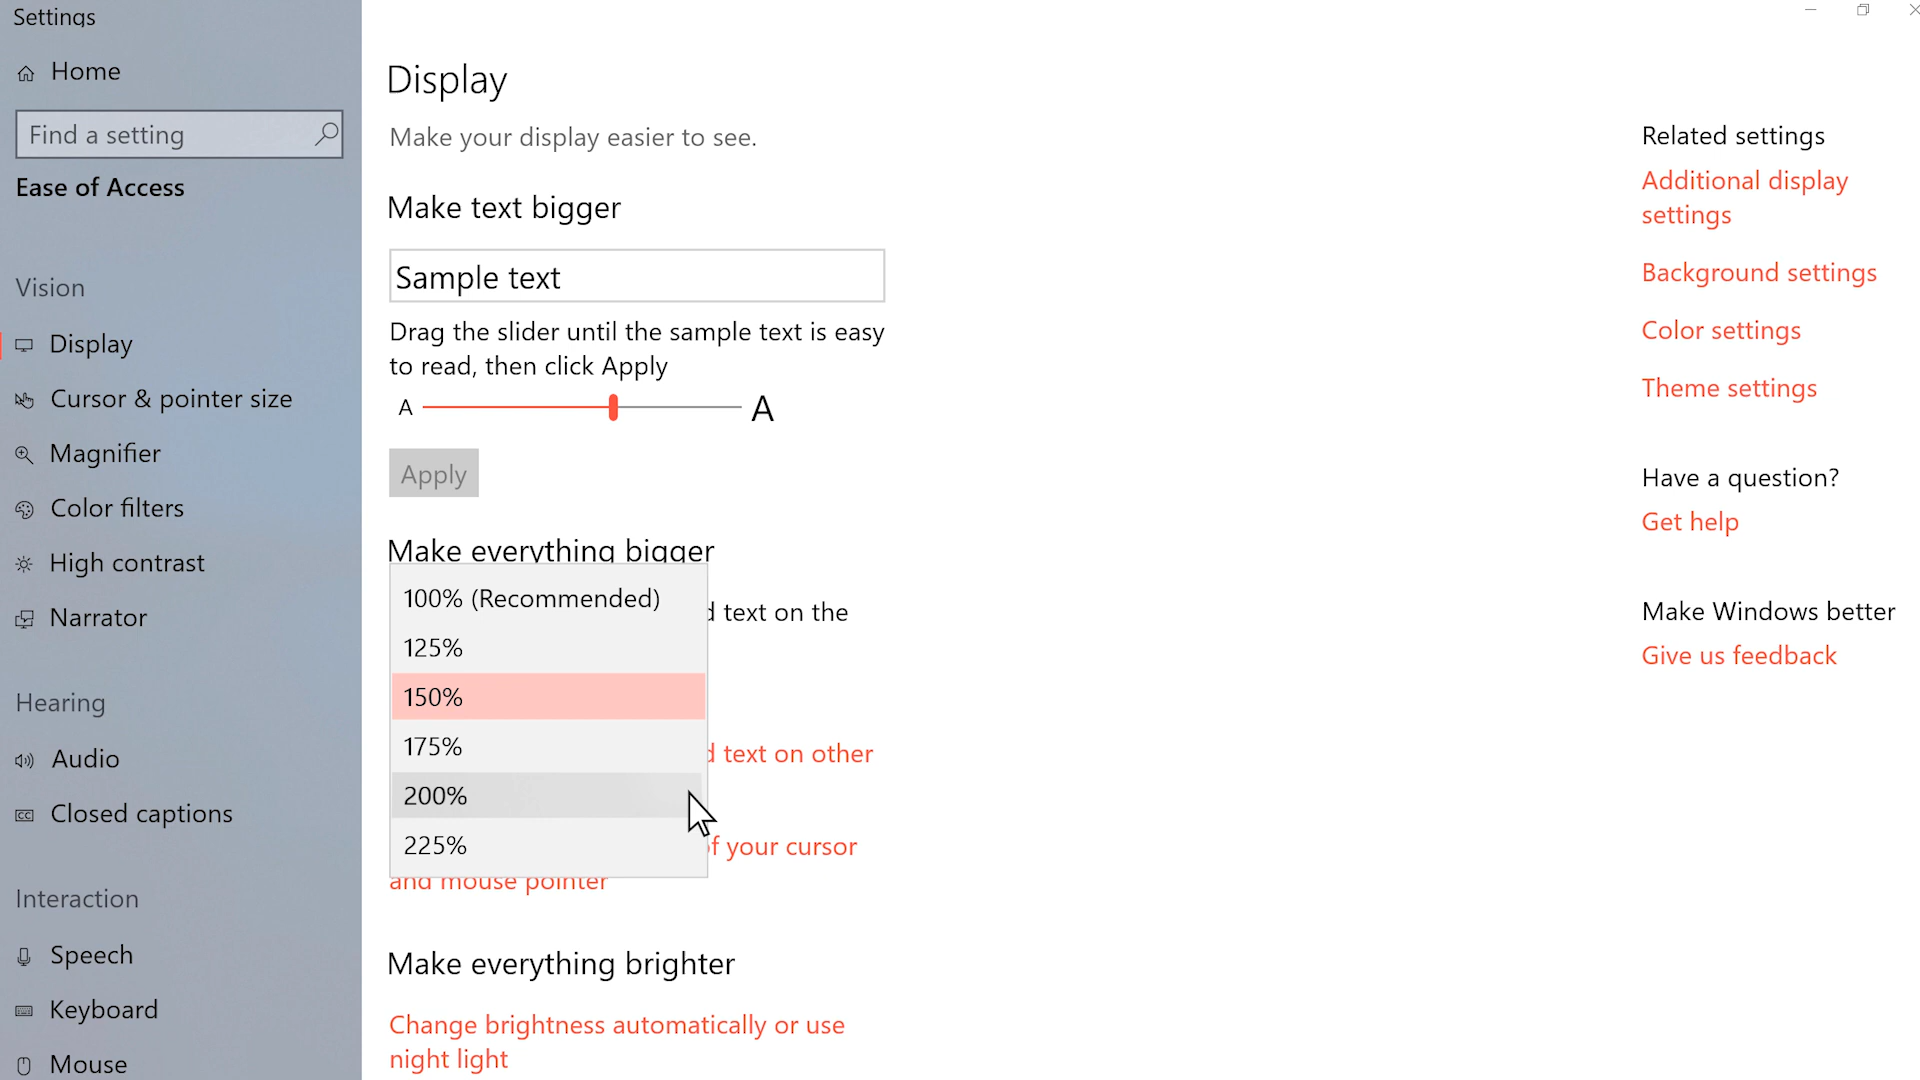 Settings
Home
Find a setting
Ease of Access
Vision
Display
Cursor & pointer size
Magnifier
Color filters
High contrast
Narrator
Hearing
Audio
Closed captions
Interaction
Speech
Keyboard
Mouse
Display
Make your display easier to see.
Make text bigger
Sample text
Drag the slider until the sample text is easy
to read, then click Apply
A A
Apply
Make everything bigger
100% (Recommended)
text on the
125%
150%
175%
text on other
200%
225%
your cursor
and mouse pointer
Make everything brighter
Change brightness automatically or use
night light
Related settings
Additional display
settings
Background settings
Color settings
Theme settings
Have a question?
Get help
Make Windows better
Give us feedback